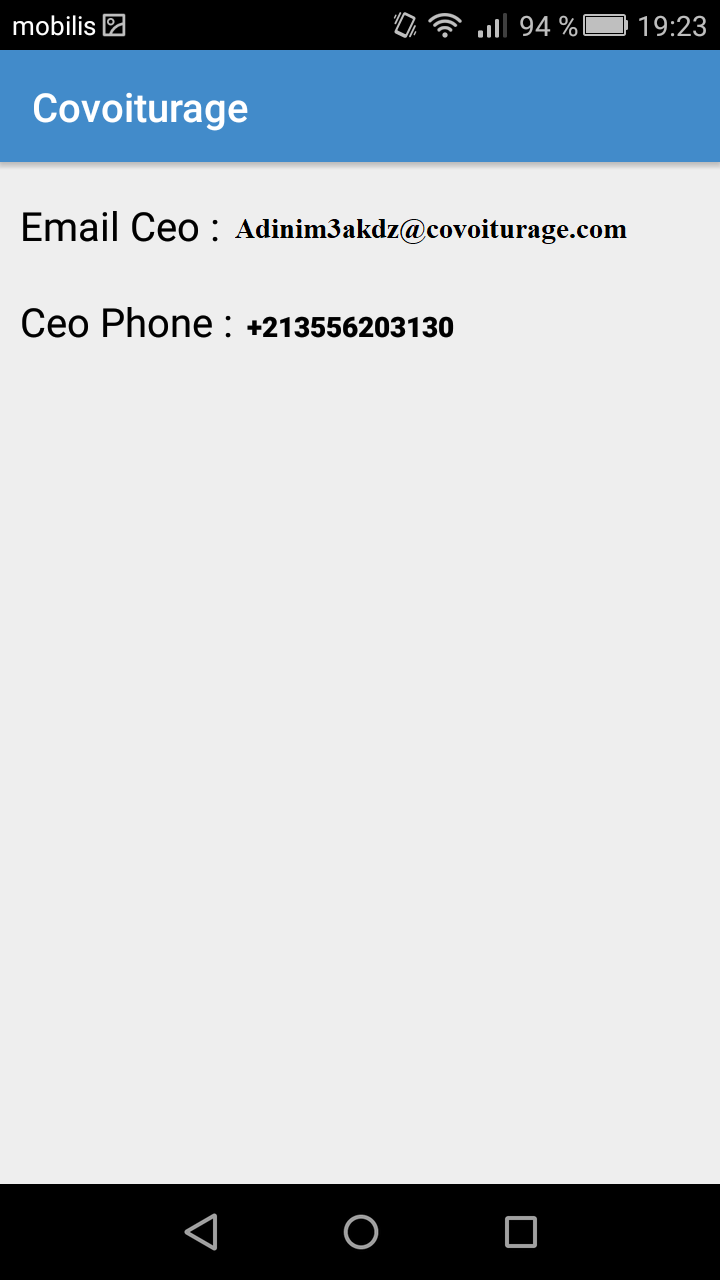 mobilis 94 % 19:23
Covoiturage
Email Ceo : Adinim3akdz@covoiturage.com
Ceo Phone : +213556203130